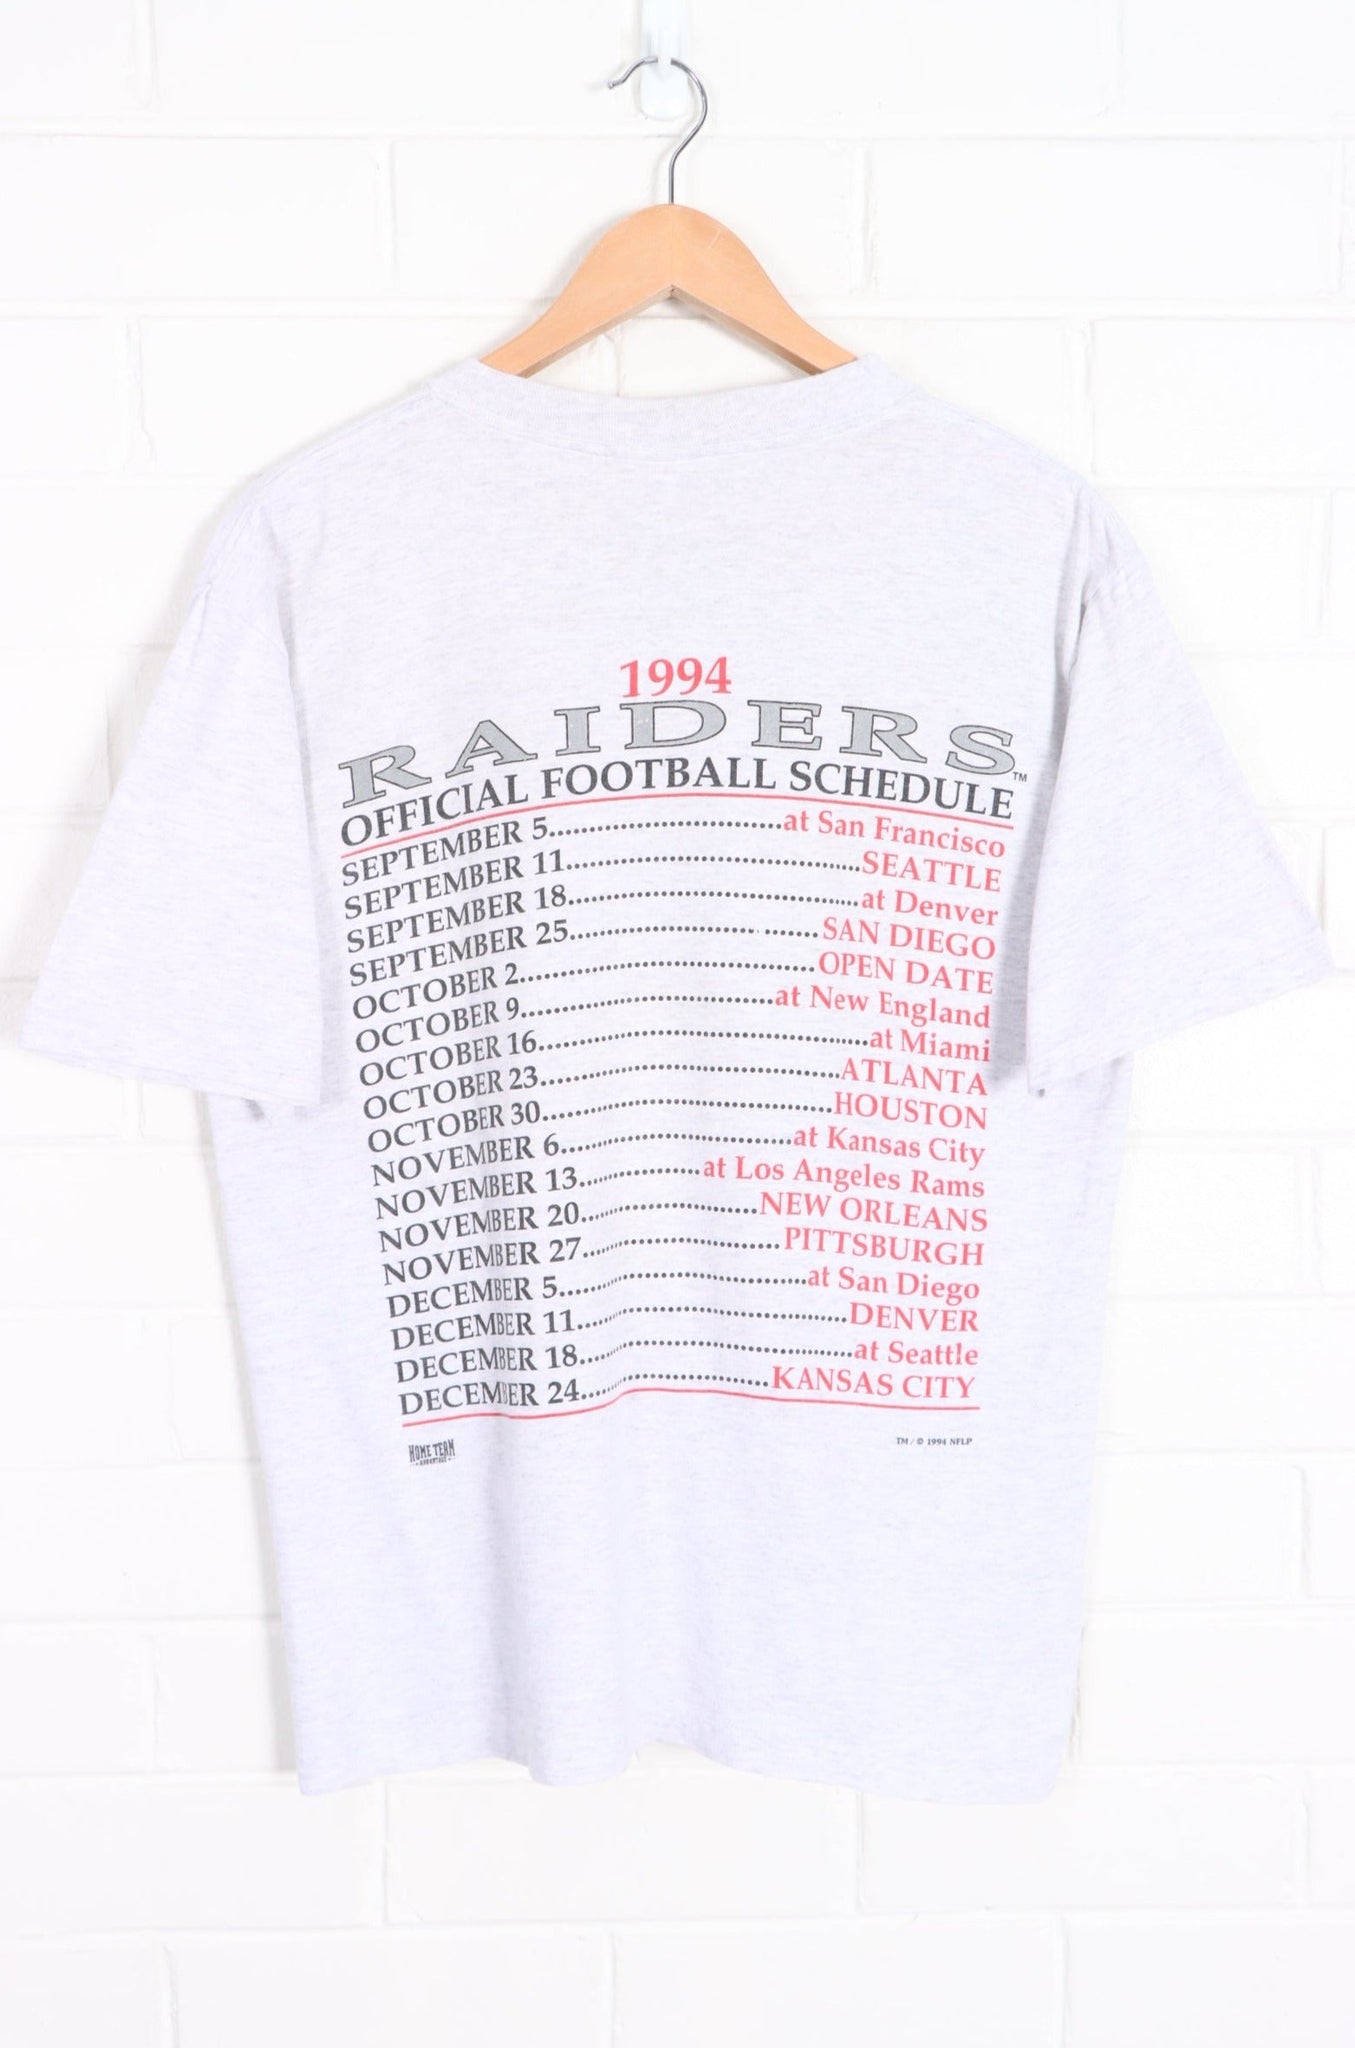 1994
RAIDERS™
OFFICIAL FOOTBALL SCHEDULE
SEPTEMBER 5..............................at San Francisco
SEPTEMBER 11......................................SEATTLE
SEPTEMBER 18......................................at Denver
SEPTEMBER 25................................SAN DIEGO
OCTOBER 2......................................OPEN DATE
OCTOBER 9.................................at New England
OCTOBER 16...........................................at Miami
OCTOBER 23.......................................ATLANTA
OCTOBER 30......................................HOUSTON
NOVEMBER 6..............................at Kansas City
NOVEMBER 13................at Los Angeles Rams
NOVEMBER 20.......................NEW ORLEANS
NOVEMBER 27..........................PITTSBURGH
DECEMBER 5..............................at San Diego
DECEMBER 11...................................DENVER
DECEMBER 18...................................at Seattle
DECEMBER 24........................KANSAS CITY
HOME TEAM
ADVANTAGE
TM / © 1994 NFLP